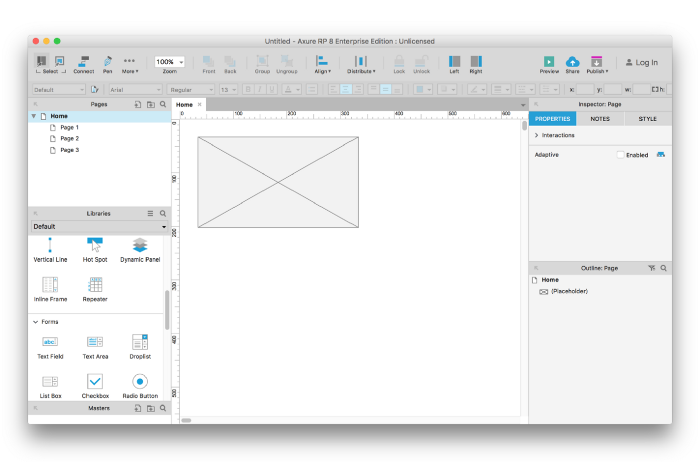 Untitled - Axure RP 8 Enterprise Edition : Unlicensed
100%
Select Connect Pen More ▾ Zoom Front Back Group Ungroup Align ▾ Distribute ▾ Lock Unlock Left Right Preview Share Publish ▾ Log In
Default Arial Regular 13 B I U A x: y: w: h:
Pages
Home
Page 1
Page 2
Page 3
Libraries
Default
Vertical Line Hot Spot Dynamic Panel
Inline Frame Repeater
Forms
abc
Text Field Text Area Droplist
List Box Checkbox Radio Button
Masters
Home ×
0 100 200 300 400 500 600
0
100
200
300
400
500
Inspector: Page
PROPERTIES NOTES STYLE
Interactions
Adaptive Enabled
Outline: Page
Home
(Placeholder)